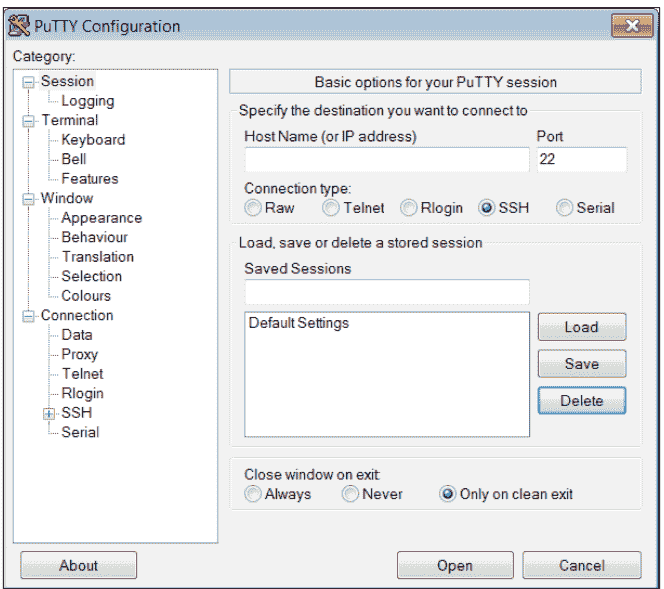 PuTTY Configuration
Category:
Session
Logging
Terminal
Keyboard
Bell
Features
Window
Appearance
Behaviour
Translation
Selection
Colours
Connection
Data
Proxy
Telnet
Rlogin
SSH
Serial
Basic options for your PuTTY session
Specify the destination you want to connect to
Host Name (or IP address) Port
22
Connection type:
Raw Telnet Rlogin SSH Serial
Load, save or delete a stored session
Saved Sessions
Default Settings
Load
Save
Delete
Close window on exit:
Always Never Only on clean exit
About Open Cancel